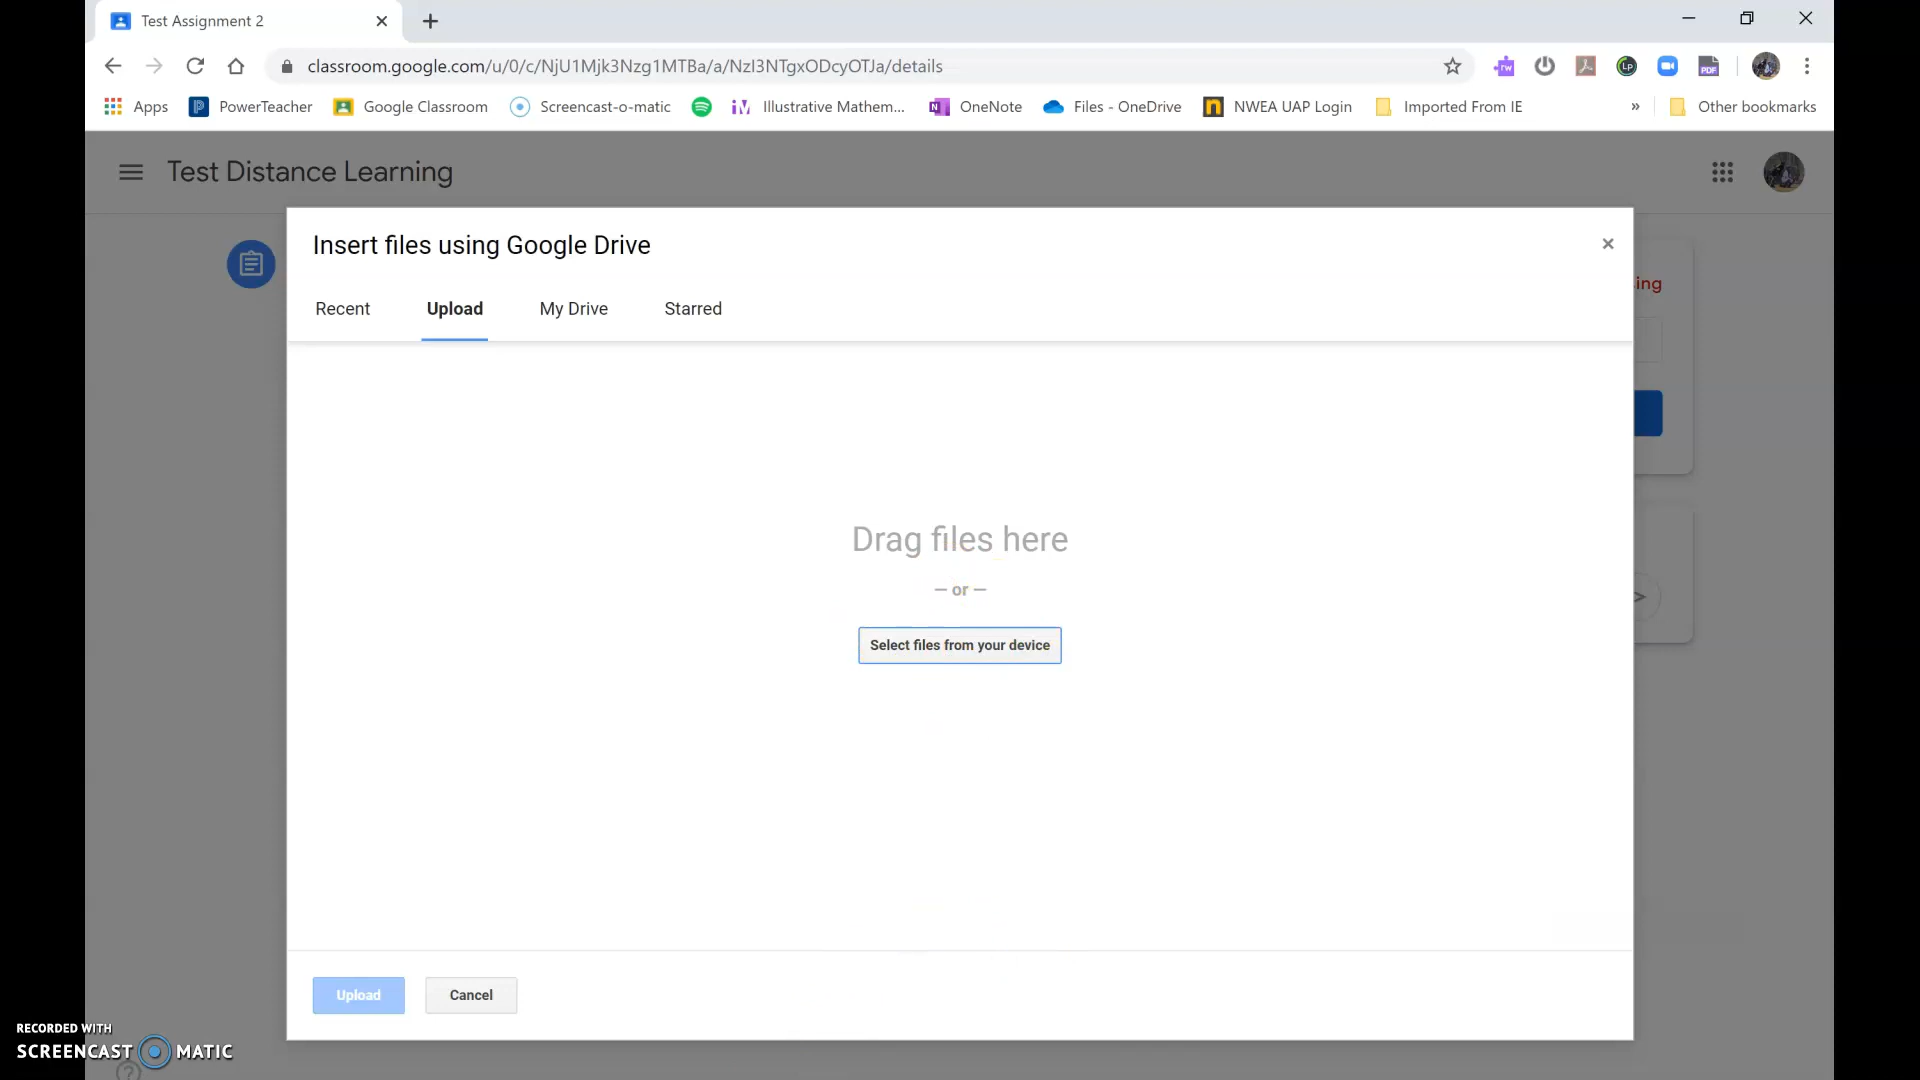 Test Assignment 2
classroom.google.com/u/0/c/NjU1Mjk3Nzg1MTBa/a/NzI3NTgxODcyOTJa/details
Apps PowerTeacher Google Classroom Screencast-o-matic Illustrative Mathem... OneNote Files - OneDrive NWEA UAP Login Imported From IE » Other bookmarks
Test Distance Learning
Insert files using Google Drive
ing
Recent Upload My Drive Starred
Drag files here
— or —
Select files from your device
Upload Cancel
RECORDED WITH
SCREENCAST MATIC